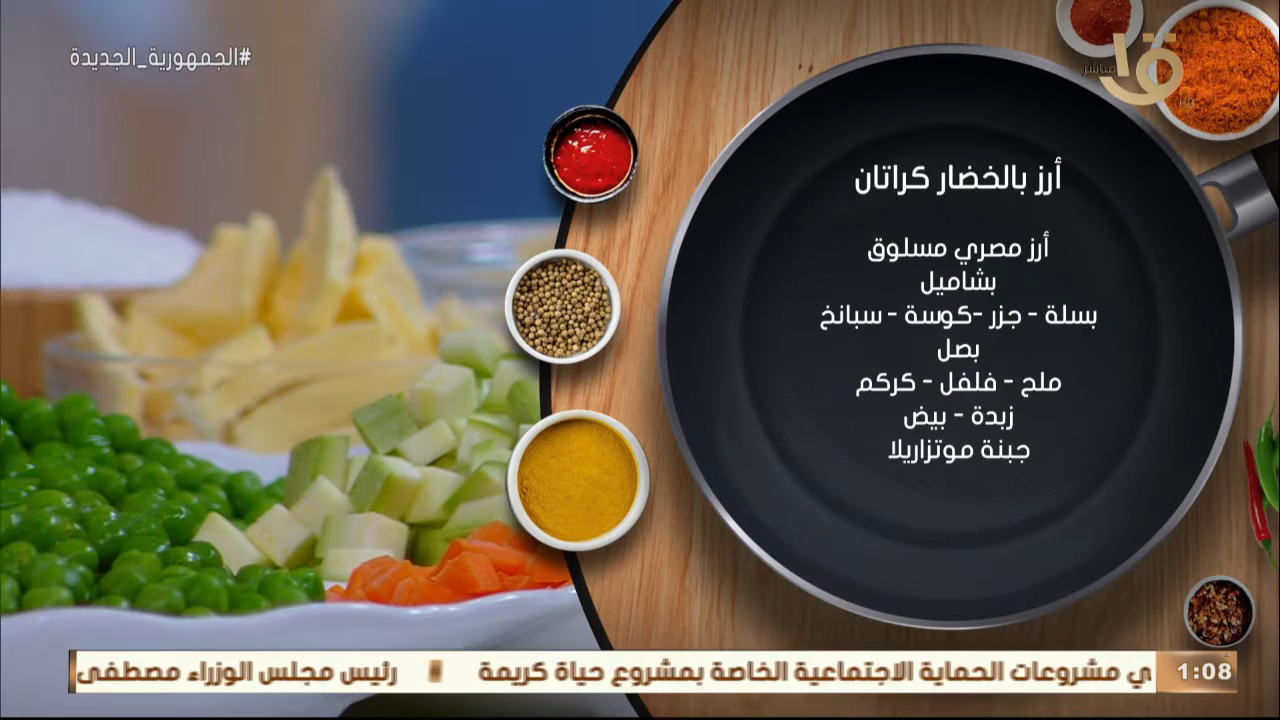 #الجمهورية_الجديدة
مباشر
أرز بالخضار كراتان
أرز مصري مسلوق
بشاميل
بسلة - جزر -كوسة - سبانخ
بصل
ملح - فلفل - كركم
زبدة - بيض
جبنة موتزاريلا
1:08
ي مشروعات الحماية الاجتماعية الخاصة بمشروع حياة كريمة
رئيس مجلس الوزراء مصطفى